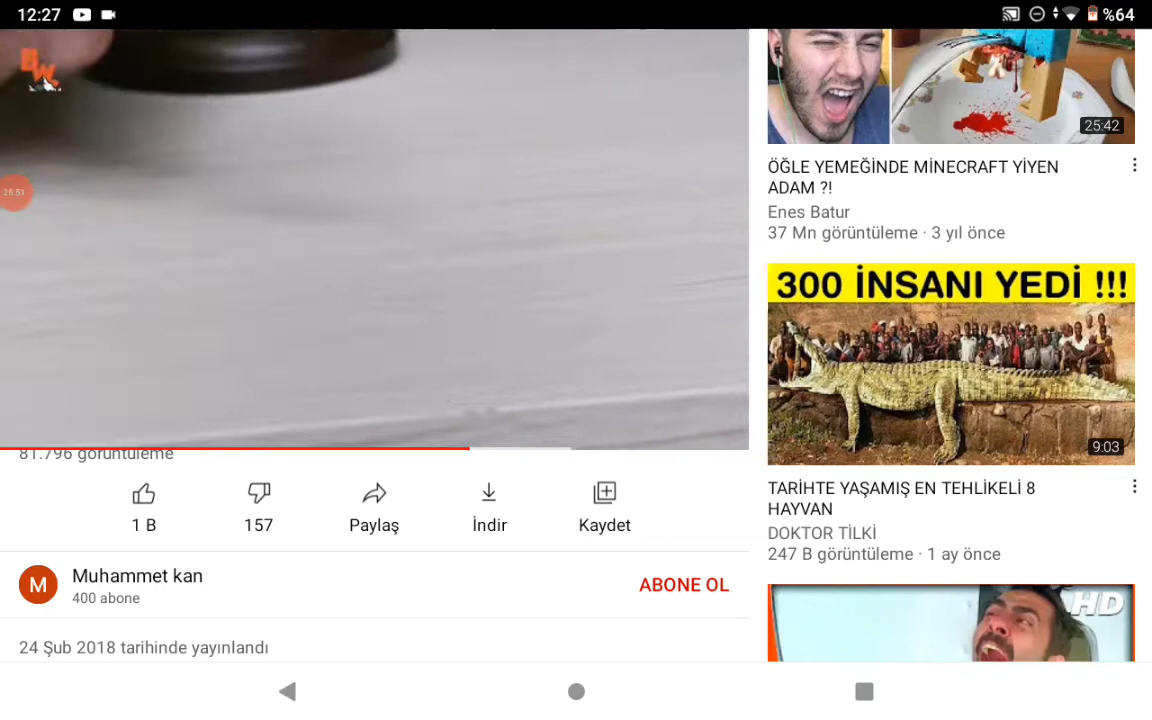 12:27
%64
BW
26:51
81.796 görüntüleme
1 B
157
Paylaş
İndir
Kaydet
M
Muhammet kan
400 abone
ABONE OL
24 Şub 2018 tarihinde yayınlandı
25:42
ÖĞLE YEMEĞİNDE MİNECRAFT YİYEN
ADAM ?!
Enes Batur
37 Mn görüntüleme · 3 yıl önce
300 İNSANI YEDİ !!!
9:03
TARİHTE YAŞAMIŞ EN TEHLİKELİ 8
HAYVAN
DOKTOR TİLKİ
247 B görüntüleme · 1 ay önce
HD